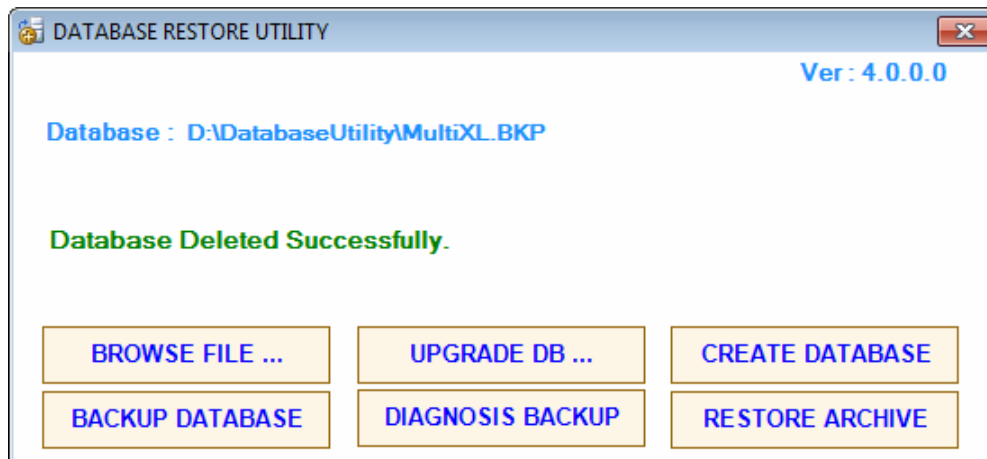 DATABASE RESTORE UTILITY
Ver : 4.0.0.0
Database : D:\DatabaseUtility\MultiXL.BKP
Database Deleted Successfully.
BROWSE FILE ... UPGRADE DB ... CREATE DATABASE
BACKUP DATABASE DIAGNOSIS BACKUP RESTORE ARCHIVE